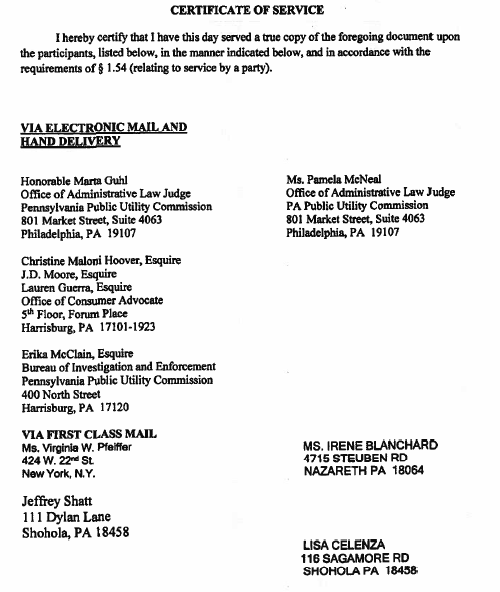 CERTIFICATE OF SERVICE
I hereby certify that I have this day served a true copy of the foregoing document upon
the participants, listed below, in the manner indicated below, and in accordance with the
requirements of § 1.54 (relating to service by a party).
VIA ELECTRONIC MAIL AND
HAND DELIVERY
Honorable Marta Guhl
Office of Administrative Law Judge
Pennsylvania Public Utility Commission
801 Market Street, Suite 4063
Philadelphia, PA 19107
Ms. Pamela McNeal
Office of Administrative Law Judge
PA Public Utility Commission
801 Market Street, Suite 4063
Philadelphia, PA 19107
Christine Maloni Hoover, Esquire
J.D. Moore, Esquire
Lauren Guerra, Esquire
Office of Consumer Advocate
5th Floor, Forum Place
Harrisburg, PA 17101-1923
Erika McClain, Esquire
Bureau of Investigation and Enforcement
Pennsylvania Public Utility Commission
400 North Street
Harrisburg, PA 17120
VIA FIRST CLASS MAIL
Ms. Virginia W. Pfeiffer
424 W. 22nd St.
New York, N.Y.
MS. IRENE BLANCHARD
4715 STEUBEN RD
NAZARETH PA 18064
Jeffrey Shatt
111 Dylan Lane
Shohola, PA 18458
LISA CELENZA
116 SAGAMORE RD
SHOHOLA PA 18458